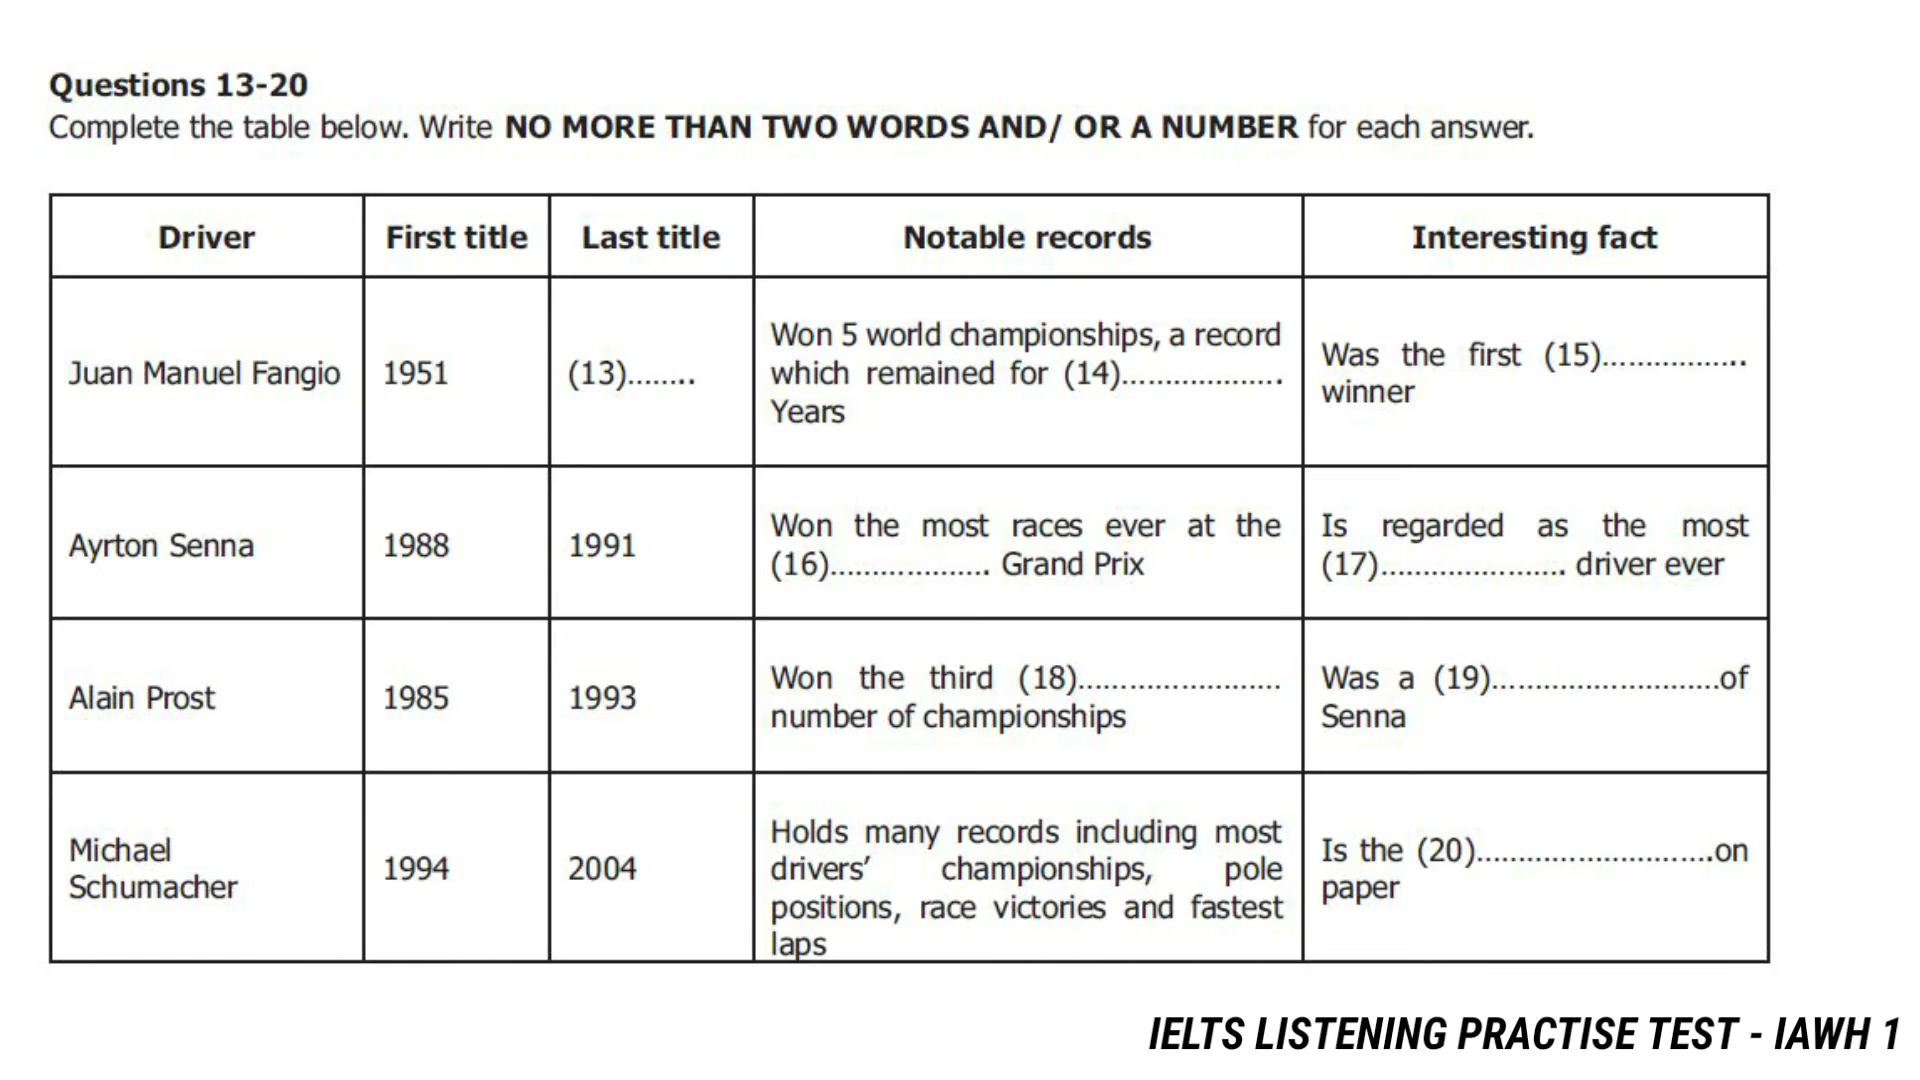 Questions 13-20
Complete the table below. Write NO MORE THAN TWO WORDS AND/ OR A NUMBER for each answer.
Driver First title Last title Notable records Interesting fact
Juan Manuel Fangio 1951 (13)........
Won 5 world championships, a record
which remained for (14)...................
Years
Was the first (15).................
winner
Ayrton Senna 1988 1991
Won the most races ever at the
(16)................... Grand Prix
Is regarded as the most
(17)...................... driver ever
Alain Prost 1985 1993
Won the third (18)........................
number of championships
Was a (19)...........................of
Senna
Michael
Schumacher
1994 2004
Holds many records including most
drivers’ championships, pole
positions, race victories and fastest
laps
Is the (20)............................on
paper
IELTS LISTENING PRACTISE TEST - IAWH 1